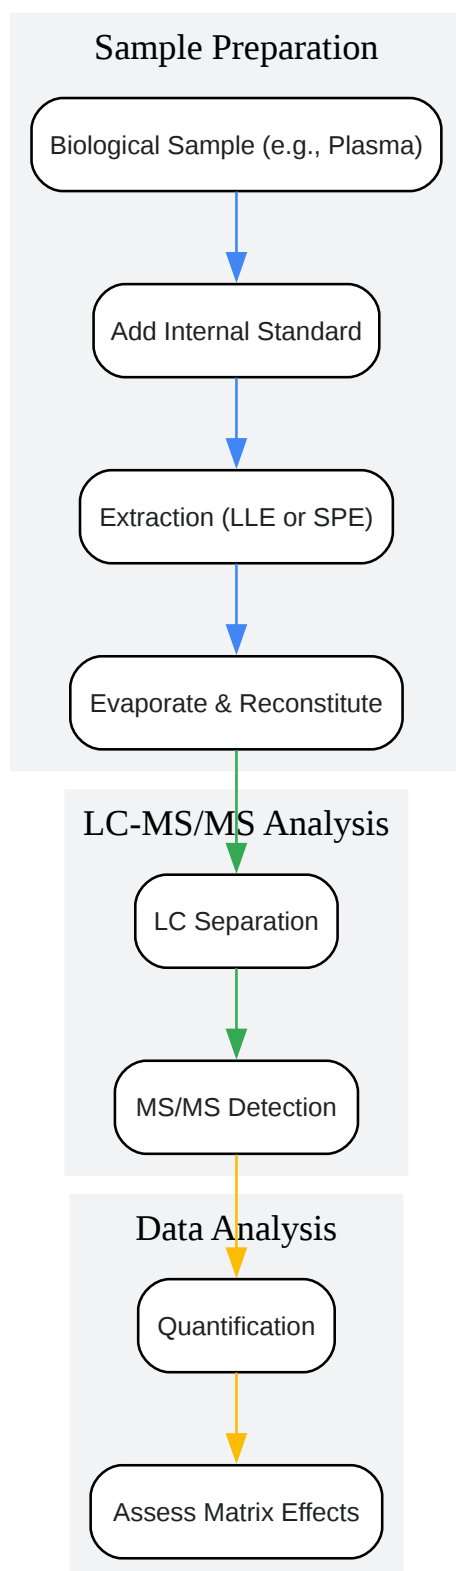 Sample Preparation
Biological Sample (e.g., Plasma)
Add Internal Standard
Extraction (LLE or SPE)
Evaporate & Reconstitute
LC-MS/MS Analysis
LC Separation
MS/MS Detection
Data Analysis
Quantification
Assess Matrix Effects